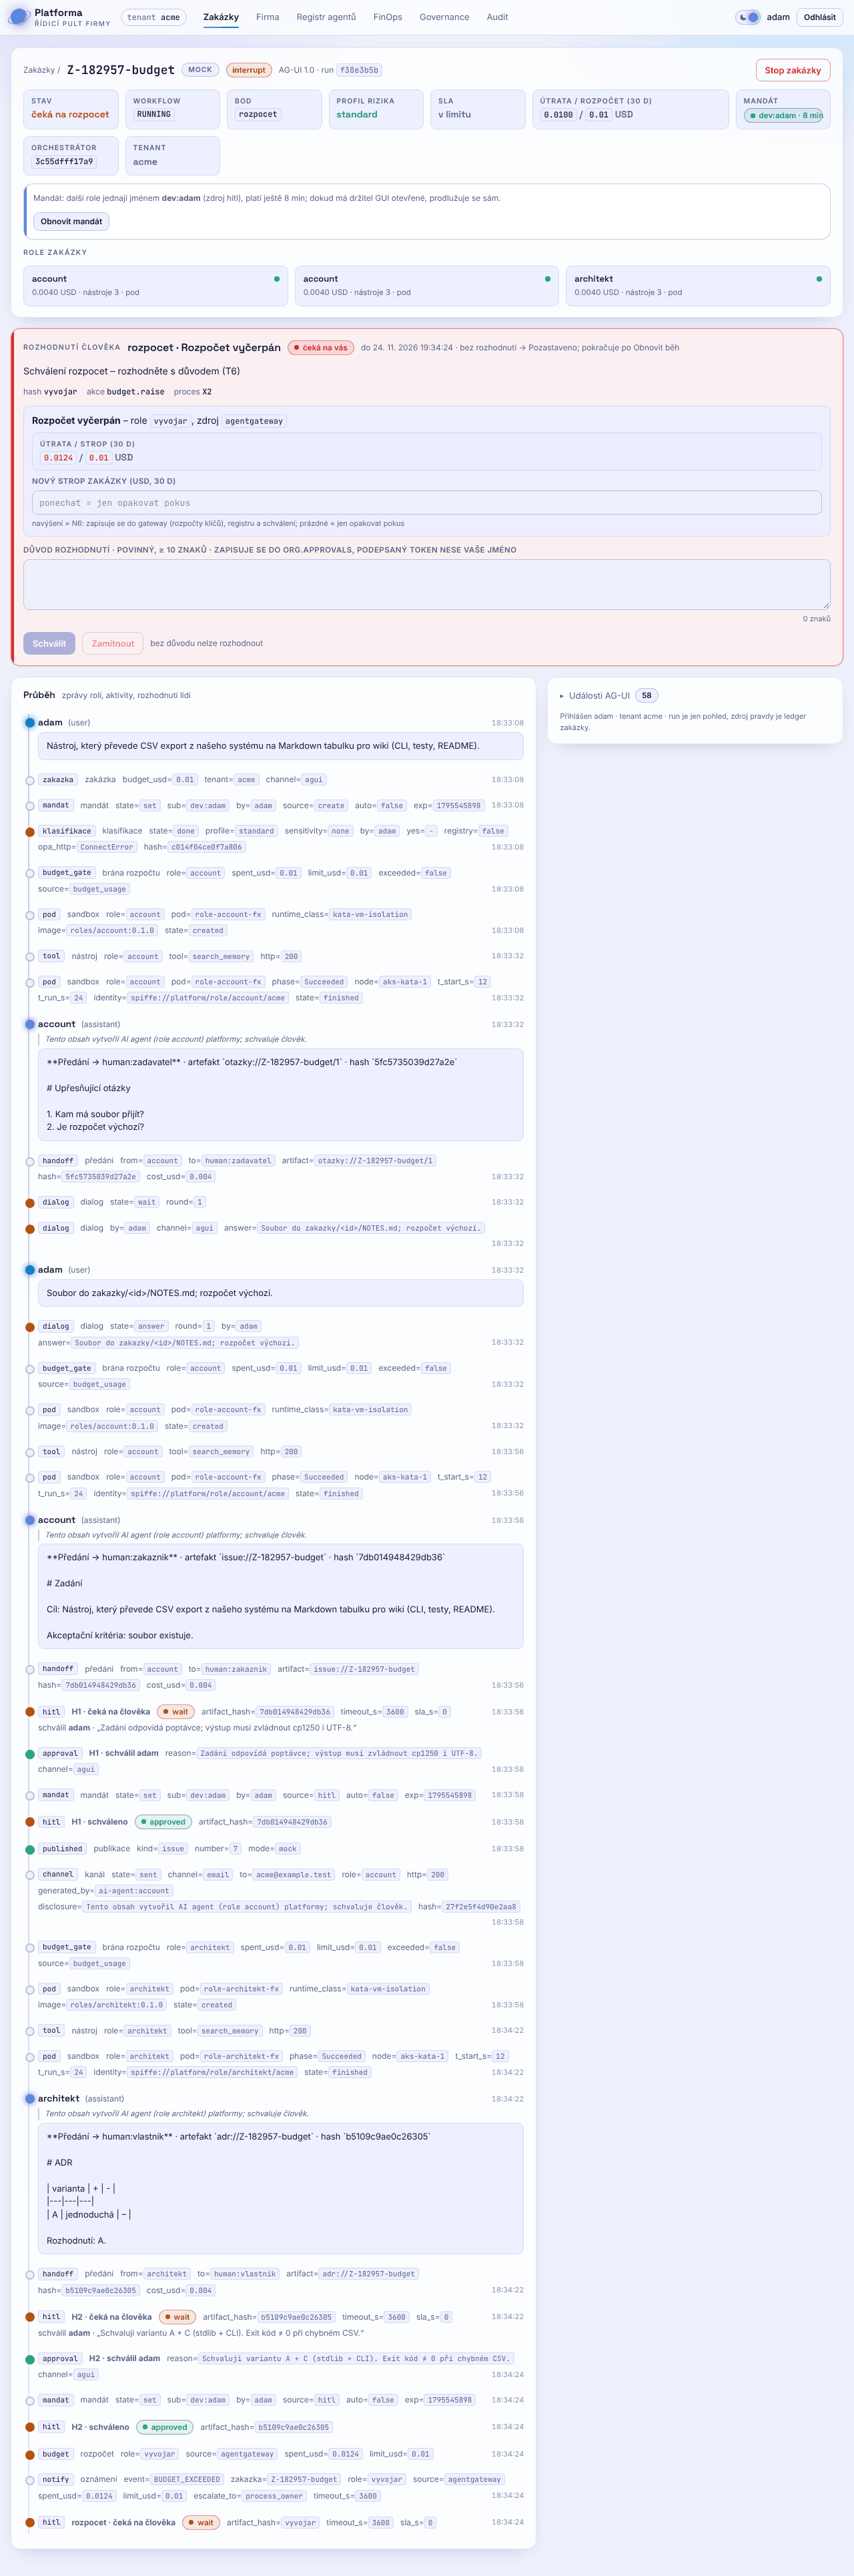 Platforma
ŘÍDICÍ PULT FIRMY
tenant acme
Zakázky Firma Registr agentů FinOps Governance Audit
adam Odhlásit
Zakázky / Z-182957-budget MOCK interrupt AG-UI 1.0 · run f38e3b5b Stop zakázky
STAV
čeká na rozpocet
WORKFLOW
RUNNING
BOD
rozpocet
PROFIL RIZIKA
standard
SLA
v limitu
ÚTRATA / ROZPOČET (30 D)
0.0100 / 0.01 USD
MANDÁT
dev:adam · 8 min
ORCHESTRÁTOR
3c55dfff17a9
TENANT
acme
Mandát: další role jednají jménem dev:adam (zdroj hitl), platí ještě 8 min; dokud má držitel GUI otevřené, prodlužuje se sám.
Obnovit mandát
ROLE ZAKÁZKY
account
0.0040 USD · nástroje 3 · pod
account
0.0040 USD · nástroje 3 · pod
architekt
0.0040 USD · nástroje 3 · pod
ROZHODNUTÍ ČLOVĚKA rozpocet · Rozpočet vyčerpán čeká na vás do 24. 11. 2026 19:34:24 · bez rozhodnutí → Pozastaveno; pokračuje po Obnovit běh
Schválení rozpocet – rozhodněte s důvodem (T6)
hash vyvojar akce budget.raise proces X2
Rozpočet vyčerpán – role vyvojar, zdroj agentgateway
ÚTRATA / STROP (30 D)
0.0124 / 0.01 USD
NOVÝ STROP ZAKÁZKY (USD, 30 D)
ponechat = jen opakovat pokus
navýšení = N6: zapisuje se do gateway (rozpočty klíčů), registru a schválení; prázdné = jen opakovat pokus
DŮVOD ROZHODNUTÍ · POVINNÝ, ≥ 10 ZNAKŮ · ZAPISUJE SE DO ORG.APPROVALS, PODEPSANÝ TOKEN NESE VAŠE JMÉNO
0 znaků
Schválit Zamítnout bez důvodu nelze rozhodnout
Průběh zprávy rolí, aktivity, rozhodnutí lidí
adam (user) 18:33:08
Nástroj, který převede CSV export z našeho systému na Markdown tabulku pro wiki (CLI, testy, README).
zakazka zakázka budget_usd=0.01 tenant=acme channel=agui 18:33:08
mandat mandát state=set sub=dev:adam by=adam source=create auto=false exp=1795545898 18:33:08
klasifikace klasifikace state=done profile=standard sensitivity=none by=adam yes=- registry=false
opa_http=ConnectError hash=c014f04ce0f7a806 18:33:08
budget_gate brána rozpočtu role=account spent_usd=0.01 limit_usd=0.01 exceeded=false
source=budget_usage 18:33:08
pod sandbox role=account pod=role-account-fx runtime_class=kata-vm-isolation
image=roles/account:0.1.0 state=created 18:33:08
tool nástroj role=account tool=search_memory http=200 18:33:32
pod sandbox role=account pod=role-account-fx phase=Succeeded node=aks-kata-1 t_start_s=12
t_run_s=24 identity=spiffe://platform/role/account/acme state=finished 18:33:32
account (assistant) 18:33:32
Tento obsah vytvořil AI agent (role account) platformy; schvaluje člověk.
**Předání → human:zadavatel** · artefakt `otazky://Z-182957-budget/1` · hash `5fc5735039d27a2e`
# Upřesňující otázky
1. Kam má soubor přijít?
2. Je rozpočet výchozí?
handoff předání from=account to=human:zadavatel artifact=otazky://Z-182957-budget/1
hash=5fc5735039d27a2e cost_usd=0.004 18:33:32
dialog dialog state=wait round=1 18:33:32
dialog dialog by=adam channel=agui answer=Soubor do zakazky/<id>/NOTES.md; rozpočet výchozí.
18:33:32
adam (user) 18:33:32
Soubor do zakazky/<id>/NOTES.md; rozpočet výchozí.
dialog dialog state=answer round=1 by=adam
answer=Soubor do zakazky/<id>/NOTES.md; rozpočet výchozí. 18:33:32
budget_gate brána rozpočtu role=account spent_usd=0.01 limit_usd=0.01 exceeded=false
source=budget_usage 18:33:32
pod sandbox role=account pod=role-account-fx runtime_class=kata-vm-isolation
image=roles/account:0.1.0 state=created 18:33:32
tool nástroj role=account tool=search_memory http=200 18:33:56
pod sandbox role=account pod=role-account-fx phase=Succeeded node=aks-kata-1 t_start_s=12
t_run_s=24 identity=spiffe://platform/role/account/acme state=finished 18:33:56
account (assistant) 18:33:56
Tento obsah vytvořil AI agent (role account) platformy; schvaluje člověk.
**Předání → human:zakaznik** · artefakt `issue://Z-182957-budget` · hash `7db014948429db36`
# Zadání
Cíl: Nástroj, který převede CSV export z našeho systému na Markdown tabulku pro wiki (CLI, testy, README).
Akceptační kritéria: soubor existuje.
handoff předání from=account to=human:zakaznik artifact=issue://Z-182957-budget
hash=7db014948429db36 cost_usd=0.004 18:33:56
hitl H1 · čeká na člověka wait artifact_hash=7db014948429db36 timeout_s=3600 sla_s=0 18:33:56
schválil adam · „Zadání odpovídá poptávce; výstup musí zvládnout cp1250 i UTF-8.“
approval H1 · schválil adam reason=Zadání odpovídá poptávce; výstup musí zvládnout cp1250 i UTF-8.
channel=agui 18:33:58
mandat mandát state=set sub=dev:adam by=adam source=hitl auto=false exp=1795545898 18:33:58
hitl H1 · schváleno approved artifact_hash=7db014948429db36 18:33:58
published publikace kind=issue number=7 mode=mock 18:33:58
channel kanál state=sent channel=email to=acme@example.test role=account http=200
generated_by=ai-agent:account
disclosure=Tento obsah vytvořil AI agent (role account) platformy; schvaluje člověk. hash=27f2e5f4d90e2aa8
18:33:58
budget_gate brána rozpočtu role=architekt spent_usd=0.01 limit_usd=0.01 exceeded=false
source=budget_usage 18:33:58
pod sandbox role=architekt pod=role-architekt-fx runtime_class=kata-vm-isolation
image=roles/architekt:0.1.0 state=created 18:33:58
tool nástroj role=architekt tool=search_memory http=200 18:34:22
pod sandbox role=architekt pod=role-architekt-fx phase=Succeeded node=aks-kata-1 t_start_s=12
t_run_s=24 identity=spiffe://platform/role/architekt/acme state=finished 18:34:22
architekt (assistant) 18:34:22
Tento obsah vytvořil AI agent (role architekt) platformy; schvaluje člověk.
**Předání → human:vlastnik** · artefakt `adr://Z-182957-budget` · hash `b5109c9ae0c26305`
# ADR
| varianta | + | - |
|---|---|---|
| A | jednoduchá | – |
Rozhodnutí: A.
handoff předání from=architekt to=human:vlastnik artifact=adr://Z-182957-budget
hash=b5109c9ae0c26305 cost_usd=0.004 18:34:22
hitl H2 · čeká na člověka wait artifact_hash=b5109c9ae0c26305 timeout_s=3600 sla_s=0 18:34:22
schválil adam · „Schvaluji variantu A + C (stdlib + CLI). Exit kód ≠ 0 při chybném CSV.“
approval H2 · schválil adam reason=Schvaluji variantu A + C (stdlib + CLI). Exit kód ≠ 0 při chybném CSV.
channel=agui 18:34:24
mandat mandát state=set sub=dev:adam by=adam source=hitl auto=false exp=1795545898 18:34:24
hitl H2 · schváleno approved artifact_hash=b5109c9ae0c26305 18:34:24
budget rozpočet role=vyvojar source=agentgateway spent_usd=0.0124 limit_usd=0.01 18:34:24
notify oznámení event=BUDGET_EXCEEDED zakazka=Z-182957-budget role=vyvojar source=agentgateway
spent_usd=0.0124 limit_usd=0.01 escalate_to=process_owner timeout_s=3600 18:34:24
hitl rozpocet · čeká na člověka wait artifact_hash=vyvojar timeout_s=3600 sla_s=0 18:34:24
Události AG-UI 58
Přihlášen adam · tenant acme · run je jen pohled, zdroj pravdy je ledger
zakázky.